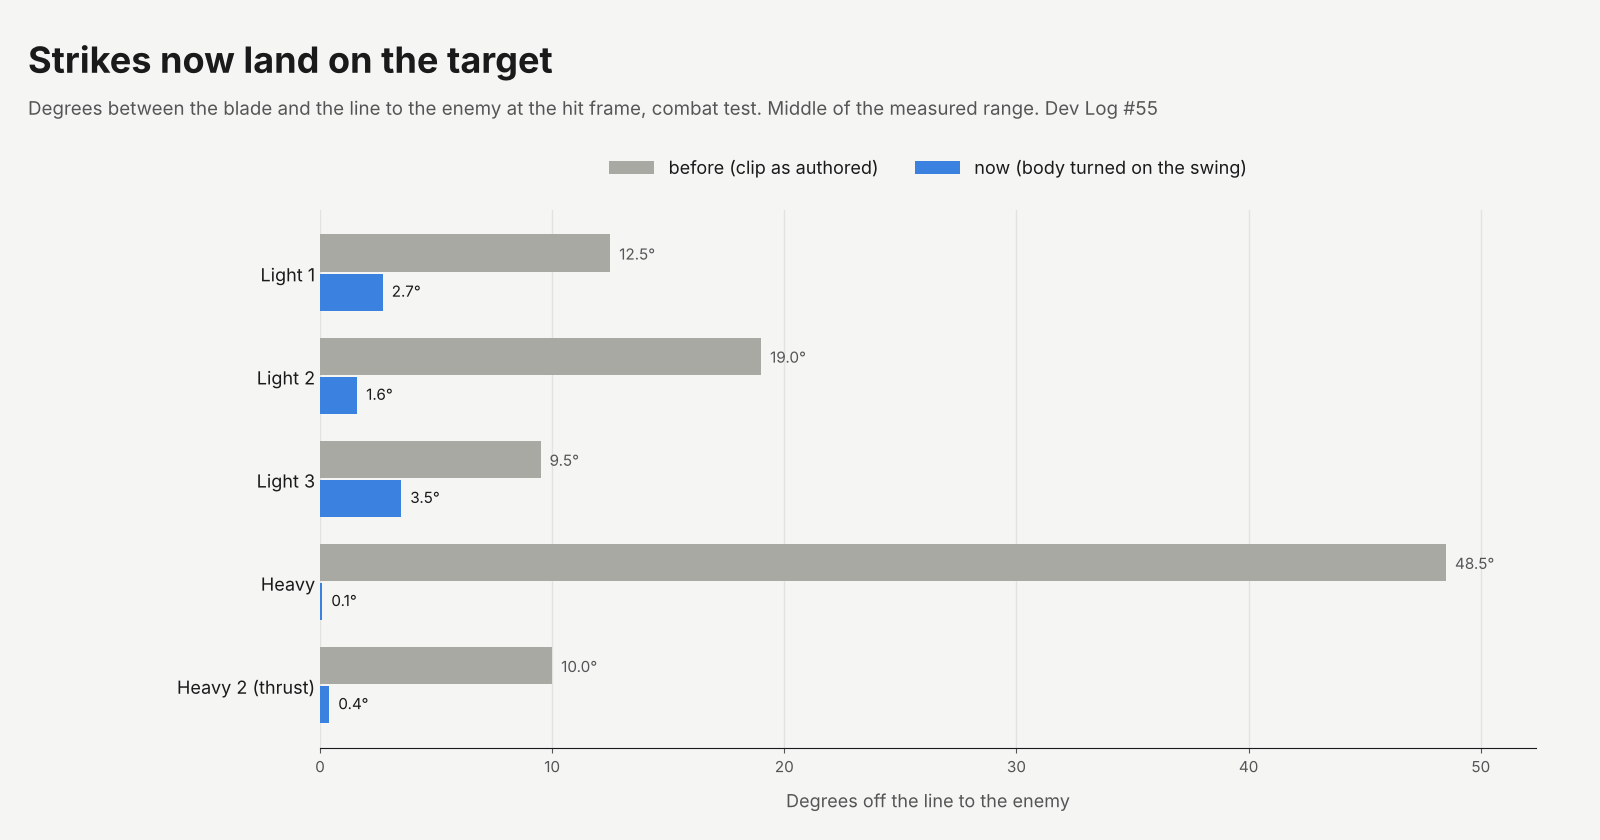 Strikes now land on the target
Degrees between the blade and the line to the enemy at the hit frame, combat test. Middle of the measured range. Dev Log #55
before (clip as authored)
now (body turned on the swing)
Light 1
12.5°
2.7°
Light 2
19.0°
1.6°
Light 3
9.5°
3.5°
Heavy
48.5°
0.1°
Heavy 2 (thrust)
10.0°
0.4°
0 10 20 30 40 50
Degrees off the line to the enemy